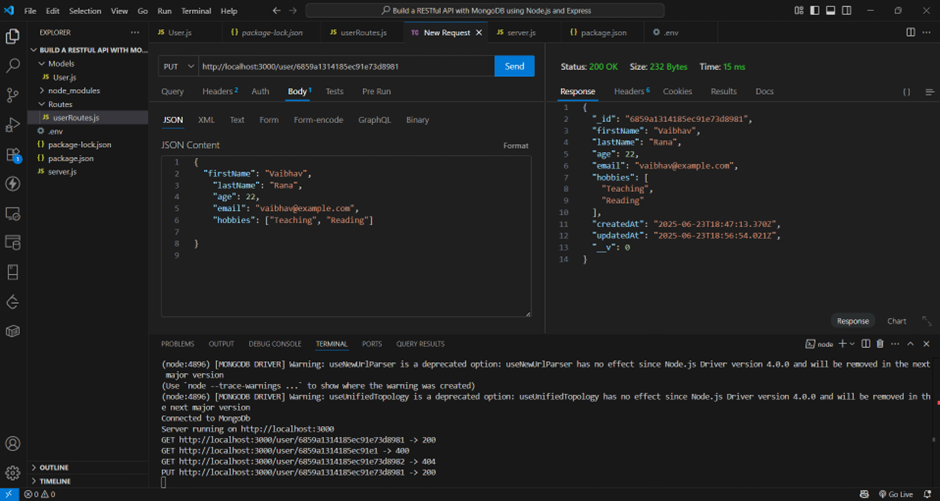 File Edit Selection View Go Run Terminal Help
Build a RESTful API with MongoDB using Node.js and Express
EXPLORER
BUILD A RESTFUL API WITH MO...
Models
User.js
node_modules
Routes
userRoutes.js
.env
package-lock.json
package.json
server.js
OUTLINE
TIMELINE
User.js package-lock.json userRoutes.js TC New Request server.js package.json .env
PUT http://localhost:3000/user/6859a1314185ec91e73d8981 Send
Query Headers 2 Auth Body 1 Tests Pre Run
JSON XML Text Form Form-encode GraphQL Binary
JSON Content Format
1 {
2 "firstName": "Vaibhav",
3 "lastName": "Rana",
4 "age": 22,
5 "email": "vaibhav@example.com",
6 "hobbies": ["Teaching", "Reading"]
7
8 }
9
Status: 200 OK Size: 232 Bytes Time: 15 ms
Response Headers 6 Cookies Results Docs
1 {
2 "_id": "6859a1314185ec91e73d8981",
3 "firstName": "Vaibhav",
4 "lastName": "Rana",
5 "age": 22,
6 "email": "vaibhav@example.com",
7 "hobbies": [
8 "Teaching",
9 "Reading"
10 ],
11 "createdAt": "2025-06-23T18:47:13.370Z",
12 "updatedAt": "2025-06-23T18:56:54.021Z",
13 "__v": 0
14 }
Response Chart
PROBLEMS OUTPUT DEBUG CONSOLE TERMINAL PORTS QUERY RESULTS node
(node:4896) [MONGODB DRIVER] Warning: useNewUrlParser is a deprecated option: useNewUrlParser has no effect since Node.js Driver version 4.0.0 and will be removed in the next
major version
(Use `node --trace-warnings ...` to show where the warning was created)
(node:4896) [MONGODB DRIVER] Warning: useUnifiedTopology is a deprecated option: useUnifiedTopology has no effect since Node.js Driver version 4.0.0 and will be removed in th
e next major version
Connected to MongoDb
Server running on http://localhost:3000
GET http://localhost:3000/user/6859a1314185ec91e73d8981 -> 200
GET http://localhost:3000/user/6859a1314185ec91e1 -> 400
GET http://localhost:3000/user/6859a1314185ec91e73d8982 -> 404
PUT http://localhost:3000/user/6859a1314185ec91e73d8981 -> 200
0 0 Go Live